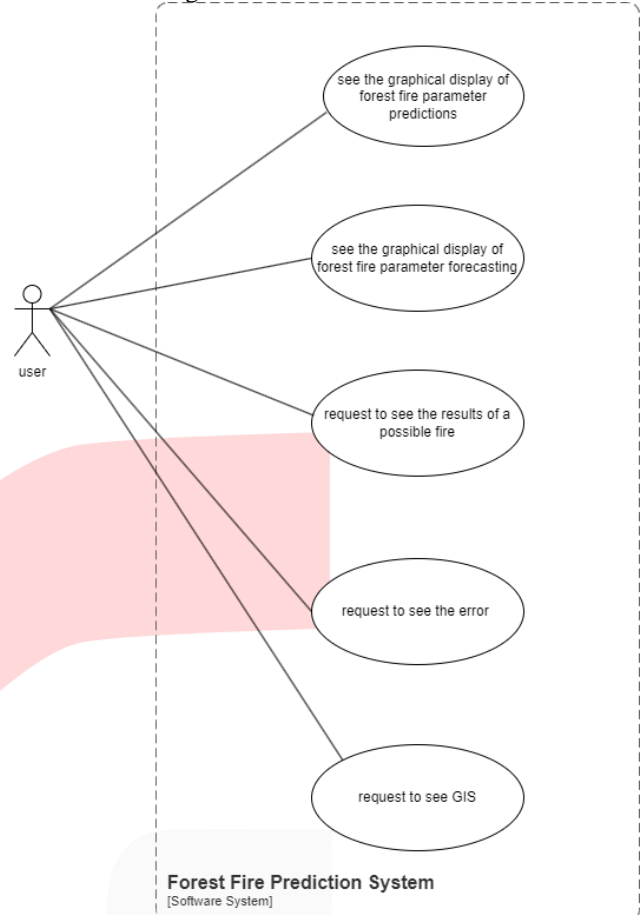 see the graphical display of
forest fire parameter
predictions
see the graphical display of
forest fire parameter forecasting
user
request to see the results of a
possible fire
request to see the error
request to see GIS
Forest Fire Prediction System
[Software System]